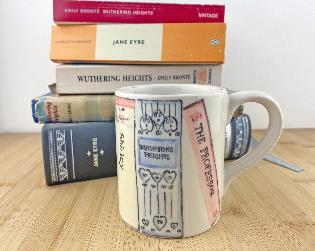 EMILY BRONTË WUTHERING HEIGHTS VINTAGE
CHARLOTTE BRONTË JANE EYRE
WUTHERING HEIGHTS - EMILY BRONTË
JANE EYRE
WUTHERING
HEIGHTS
THE PROFESSOR